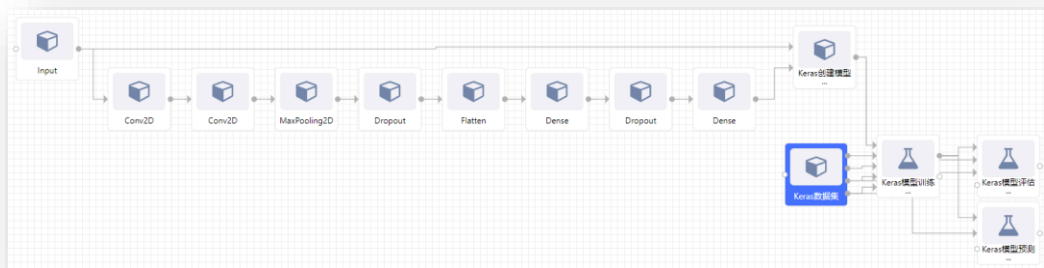 Input
Conv2D
Conv2D
MaxPooling2D
Dropout
Flatten
Dense
Dropout
Dense
Keras创建模型
...
Keras数据集
Keras模型训练
...
Keras模型评估
...
Keras模型预测
...